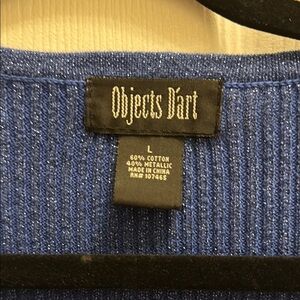 Objects D'art
L
60% COTTON
40% METALLIC
MADE IN CHINA
RN# 107465